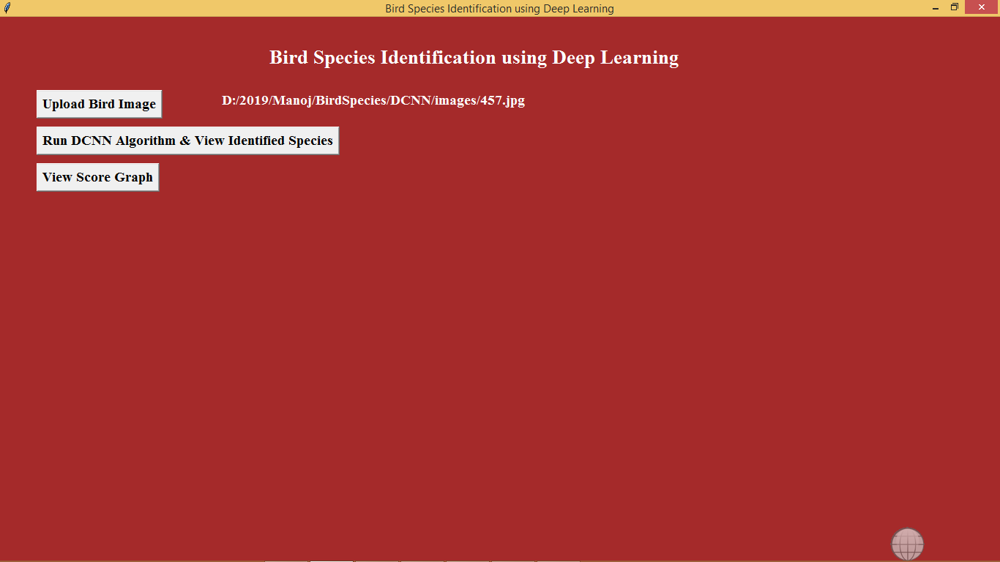 Bird Species Identification using Deep Learning
Bird Species Identification using Deep Learning
Upload Bird Image
D:/2019/Manoj/BirdSpecies/DCNN/images/457.jpg
Run DCNN Algorithm & View Identified Species
View Score Graph